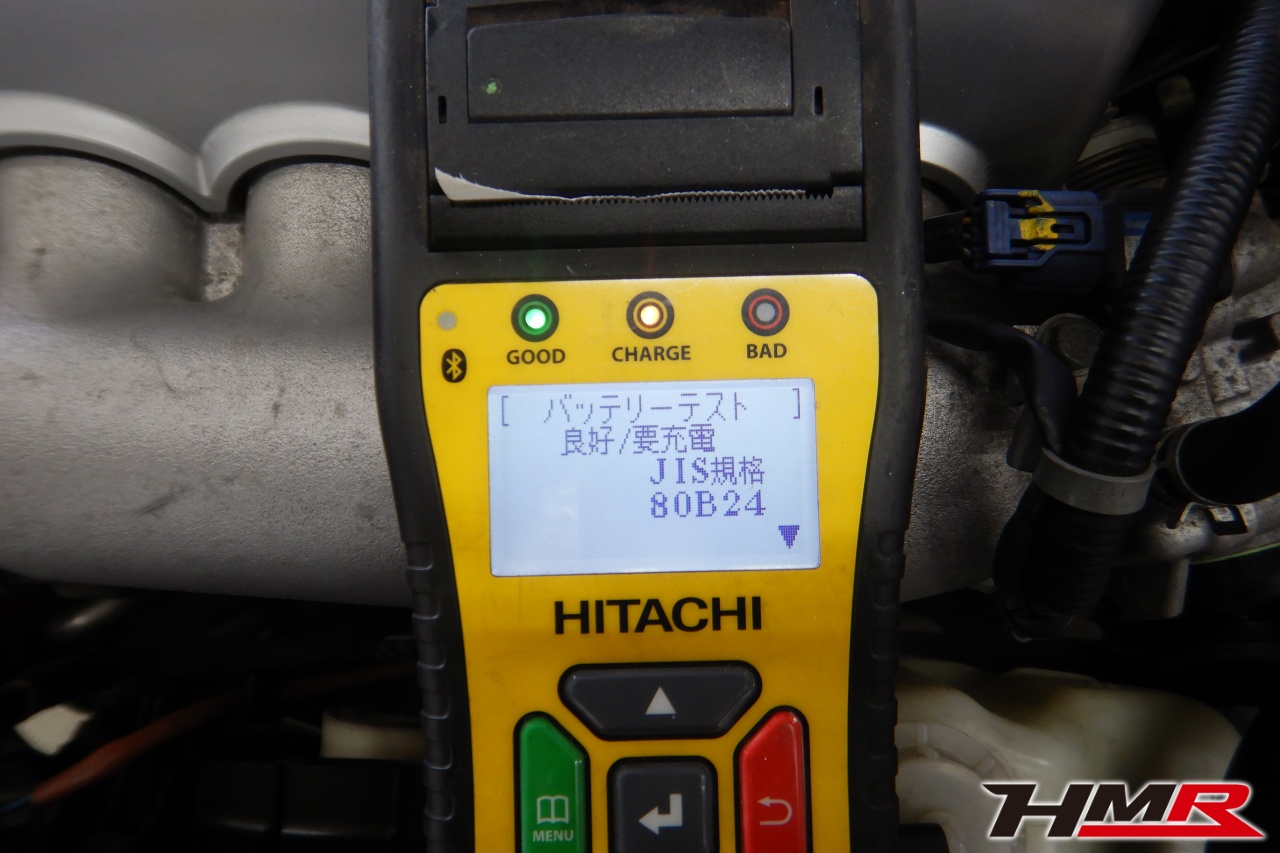 GOOD CHARGE BAD
[ バッテリーテスト ]
良好/要充電
JIS規格
80B24
HITACHI
MENU
HMR